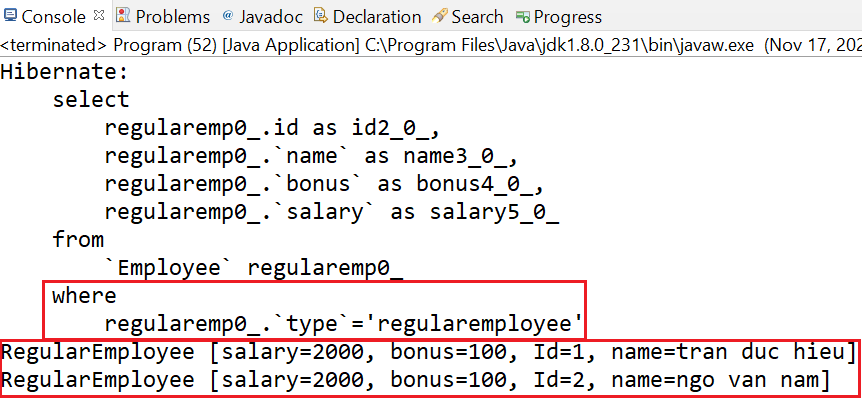 Console Problems Javadoc Declaration Search Progress
<terminated> Program (52) [Java Application] C:\Program Files\Java\jdk1.8.0_231\bin\javaw.exe (Nov 17, 202
Hibernate:
    select
        regularemp0_.id as id2_0_,
        regularemp0_.`name` as name3_0_,
        regularemp0_.`bonus` as bonus4_0_,
        regularemp0_.`salary` as salary5_0_
    from
        `Employee` regularemp0_
    where
        regularemp0_.`type`='regularemployee'
RegularEmployee [salary=2000, bonus=100, Id=1, name=tran duc hieu]
RegularEmployee [salary=2000, bonus=100, Id=2, name=ngo van nam]